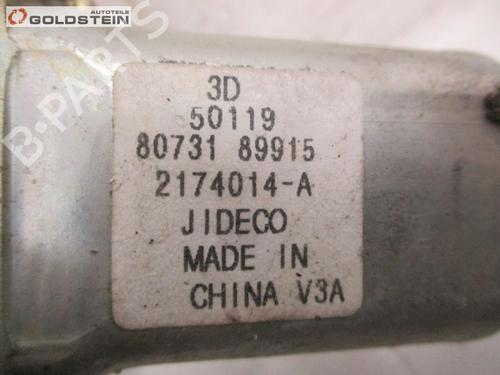 AUTOTEILE
GOLDSTEIN
B-PARTS
3D
50119
80731 89915
2174014-A
JIDECO
MADE IN
CHINA V3A